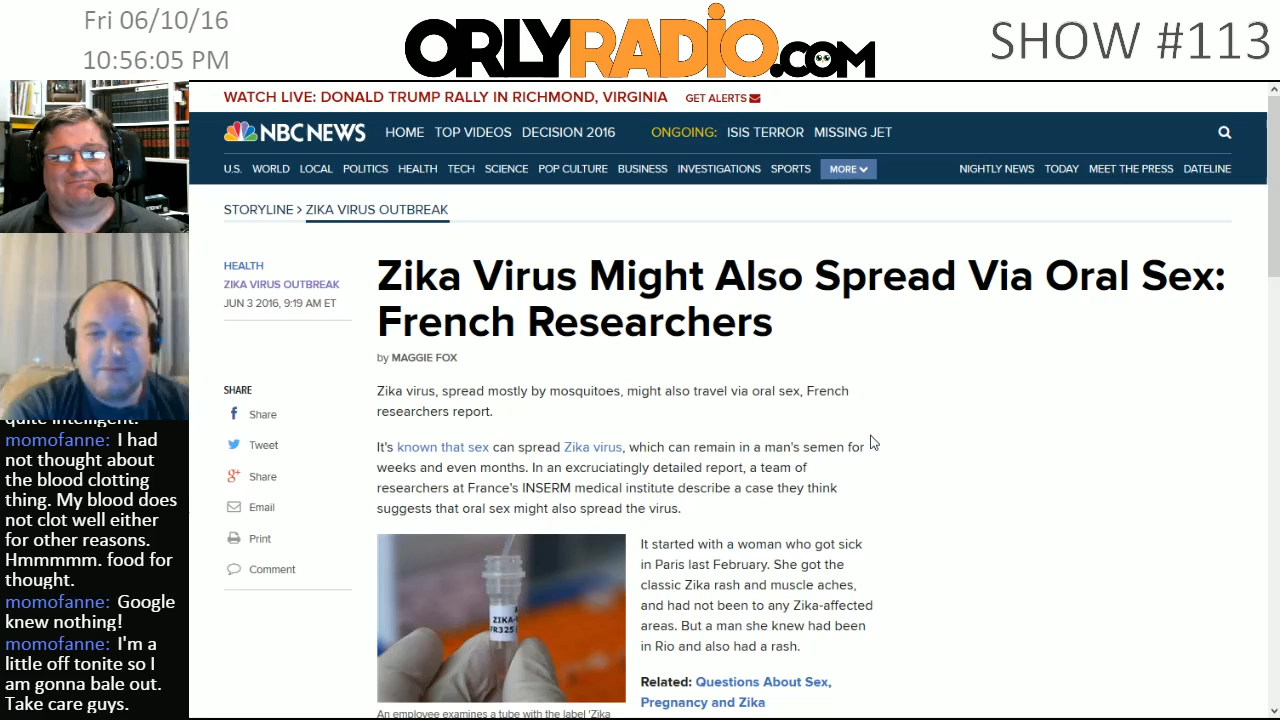 Fri 06/10/16
10:56:05 PM
ORLYRADIO.COM
SHOW #113
WATCH LIVE: DONALD TRUMP RALLY IN RICHMOND, VIRGINIA GET ALERTS
NBC NEWS HOME TOP VIDEOS DECISION 2016 ONGOING: ISIS TERROR MISSING JET
U.S. WORLD LOCAL POLITICS HEALTH TECH SCIENCE POP CULTURE BUSINESS INVESTIGATIONS SPORTS MORE NIGHTLY NEWS TODAY MEET THE PRESS DATELINE
STORYLINE > ZIKA VIRUS OUTBREAK
HEALTH
ZIKA VIRUS OUTBREAK
JUN 3 2016, 9:19 AM ET
SHARE
Share
Tweet
Share
Email
Print
Comment
Zika Virus Might Also Spread Via Oral Sex:
French Researchers
by MAGGIE FOX
Zika virus, spread mostly by mosquitoes, might also travel via oral sex, French
researchers report.
It's known that sex can spread Zika virus, which can remain in a man's semen for
weeks and even months. In an excruciatingly detailed report, a team of
researchers at France's INSERM medical institute describe a case they think
suggests that oral sex might also spread the virus.
ZIKA-
FR325
It started with a woman who got sick
in Paris last February. She got the
classic Zika rash and muscle aches,
and had not been to any Zika-affected
areas. But a man she knew had been
in Rio and also had a rash.
Related: Questions About Sex,
Pregnancy and Zika
An employee examines a tube with the label 'Zika
quite intelligent.
momofanne: I had
not thought about
the blood clotting
thing. My blood does
not clot well either
for other reasons.
Hmmmmm. food for
thought.
momofanne: Google
knew nothing!
momofanne: I'm a
little off tonite so I
am gonna bale out.
Take care guys.